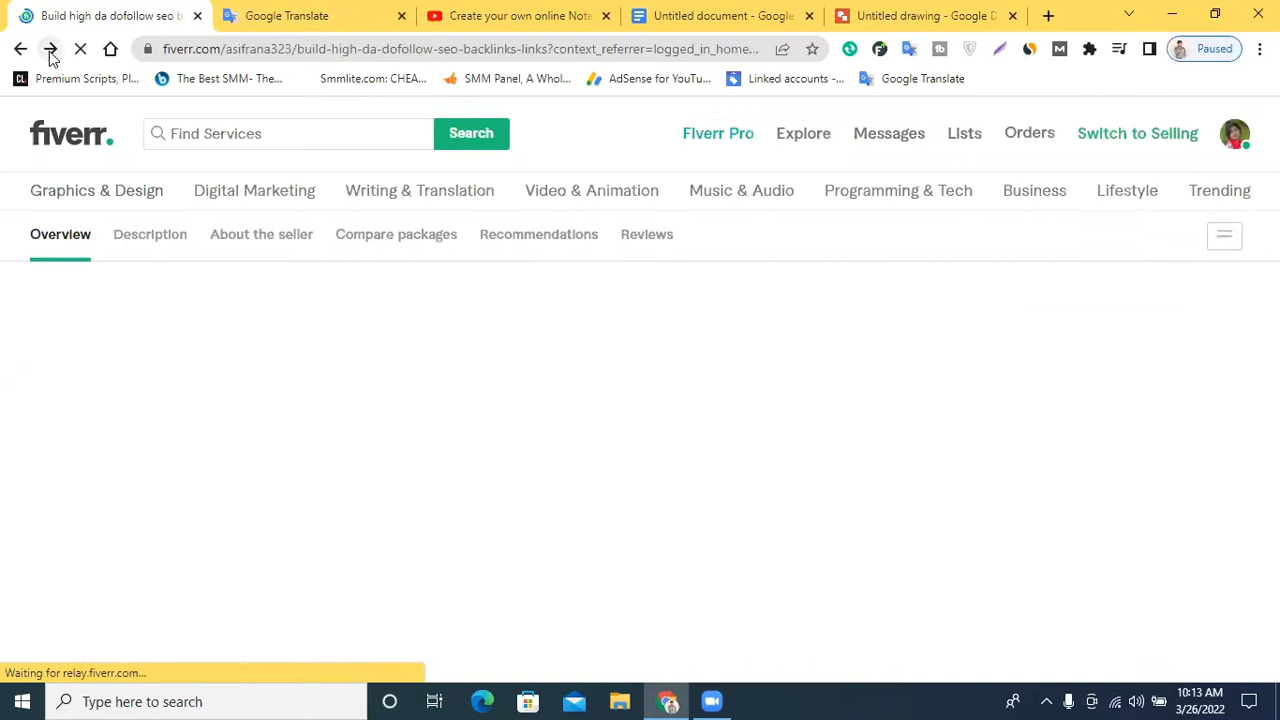 Build high da dofollow seo b
Google Translate
Create your own online Note
Untitled document - Google
Untitled drawing - Google D
fiverr.com/asifrana323/build-high-da-dofollow-seo-backlinks-links?context_referrer=logged_in_home...
Paused
CL Premium Scripts, Pl...
The Best SMM- The...
Smmlite.com: CHEA...
SMM Panel, A Whol...
AdSense for YouTu...
Linked accounts -...
Google Translate
fiverr.
Find Services
Search
Fiverr Pro
Explore
Messages
Lists
Orders
Switch to Selling
Graphics & Design
Digital Marketing
Writing & Translation
Video & Animation
Music & Audio
Programming & Tech
Business
Lifestyle
Trending
Overview
Description
About the seller
Compare packages
Recommendations
Reviews
Waiting for relay.fiverr.com...
Type here to search
10:13 AM
3/26/2022